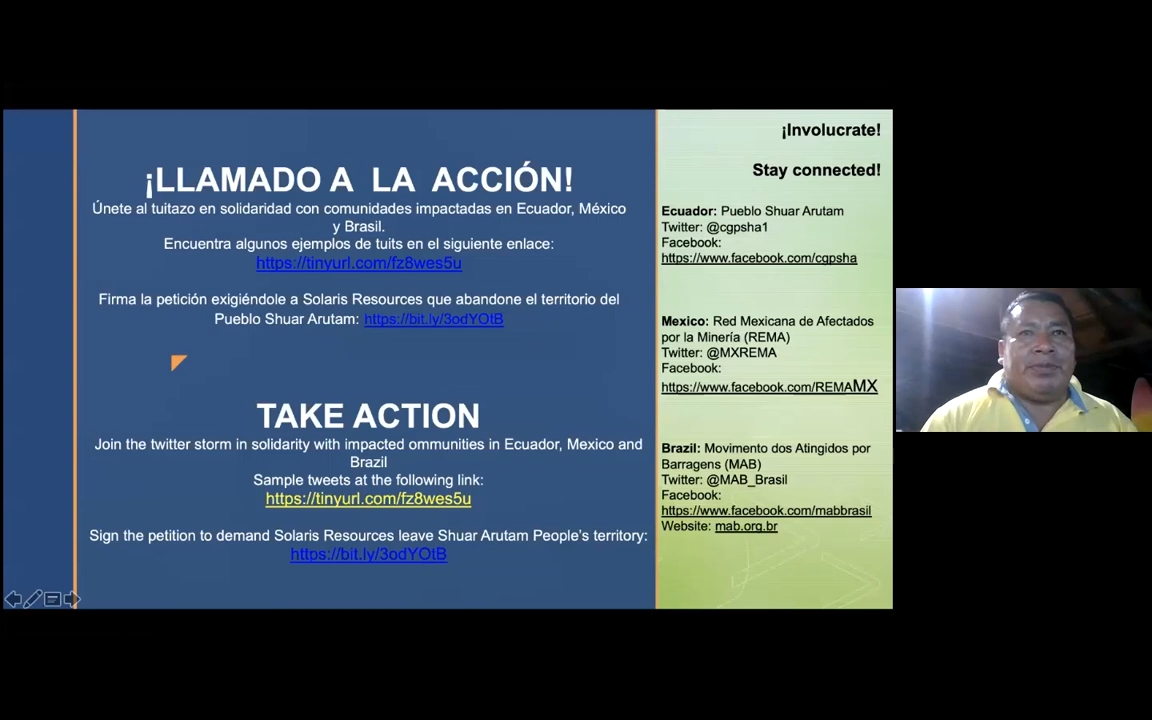 ¡LLAMADO A LA ACCIÓN!
Únete al tuitazo en solidaridad con comunidades impactadas en Ecuador, México
y Brasil.
Encuentra algunos ejemplos de tuits en el siguiente enlace:
https://tinyurl.com/fz8wes5u
Firma la petición exigiéndole a Solaris Resources que abandone el territorio del
Pueblo Shuar Arutam: https://bit.ly/3odYOtB
TAKE ACTION
Join the twitter storm in solidarity with impacted ommunities in Ecuador, Mexico and
Brazil
Sample tweets at the following link:
https://tinyurl.com/fz8wes5u
Sign the petition to demand Solaris Resources leave Shuar Arutam People's territory:
https://bit.ly/3odYOtB
¡Involucrate!
Stay connected!
Ecuador: Pueblo Shuar Arutam
Twitter: @cgpsha1
Facebook:
https://www.facebook.com/cgpsha
Mexico: Red Mexicana de Afectados
por la Minería (REMA)
Twitter: @MXREMA
Facebook:
https://www.facebook.com/REMAMX
Brazil: Movimento dos Atingidos por
Barragens (MAB)
Twitter: @MAB_Brasil
Facebook:
https://www.facebook.com/mabbrasil
Website: mab.org.br